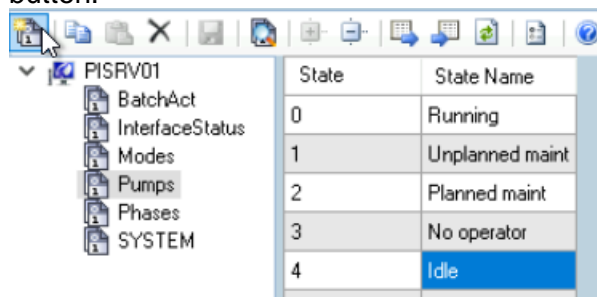 button.
PISRV01
BatchAct
InterfaceStatus
Modes
Pumps
Phases
SYSTEM
State State Name
0 Running
1 Unplanned maint
2 Planned maint
3 No operator
4 Idle